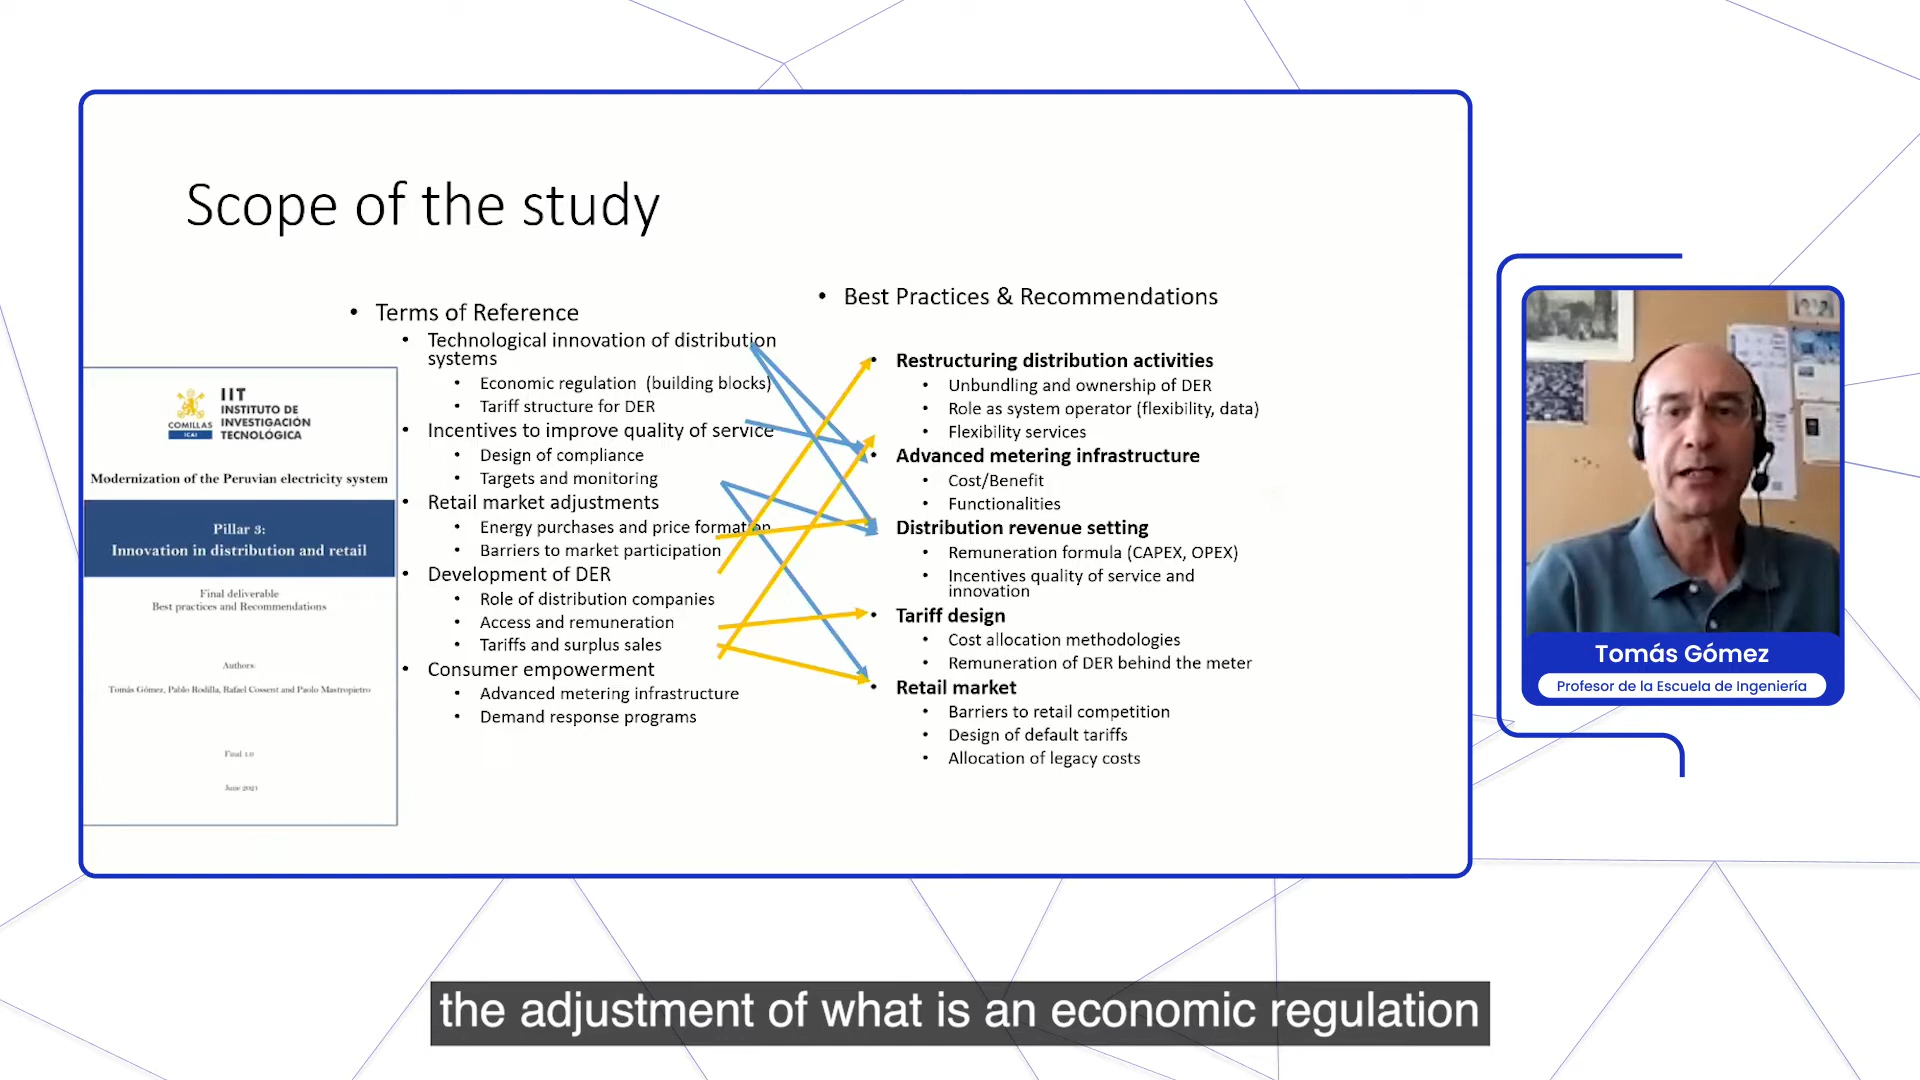 Scope of the study
IIT
INSTITUTO DE
INVESTIGACIÓN
TECNOLÓGICA
COMILLAS
ICAI
Modernization of the Peruvian electricity system
Pillar 3:
Innovation in distribution and retail
Final deliverable
Best practices and Recommendations
Authors:
Tomás Gómez, Pablo Rodilla, Rafael Cossent and Paolo Mastropietro
Final 1.0
June 2021
• Terms of Reference
• Technological innovation of distribution
systems
• Economic regulation (building blocks)
• Tariff structure for DER
• Incentives to improve quality of service
• Design of compliance
• Targets and monitoring
• Retail market adjustments
• Energy purchases and price formation
• Barriers to market participation
• Development of DER
• Role of distribution companies
• Access and remuneration
• Tariffs and surplus sales
• Consumer empowerment
• Advanced metering infrastructure
• Demand response programs
• Best Practices & Recommendations
• Restructuring distribution activities
• Unbundling and ownership of DER
• Role as system operator (flexibility, data)
• Flexibility services
• Advanced metering infrastructure
• Cost/Benefit
• Functionalities
• Distribution revenue setting
• Remuneration formula (CAPEX, OPEX)
• Incentives quality of service and
innovation
• Tariff design
• Cost allocation methodologies
• Remuneration of DER behind the meter
• Retail market
• Barriers to retail competition
• Design of default tariffs
• Allocation of legacy costs
Tomás Gómez
Profesor de la Escuela de Ingeniería
the adjustment of what is an economic regulation